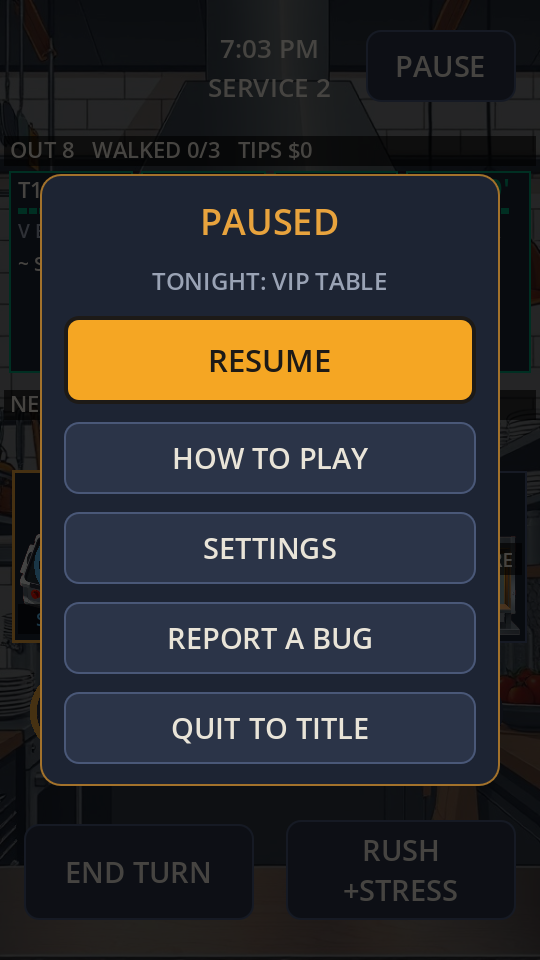 7:03 PM
SERVICE 2
PAUSE
OUT 8 WALKED 0/3 TIPS $0
T1
PAUSED
TONIGHT: VIP TABLE
RESUME
HOW TO PLAY
SETTINGS
REPORT A BUG
QUIT TO TITLE
END TURN
RUSH
+STRESS